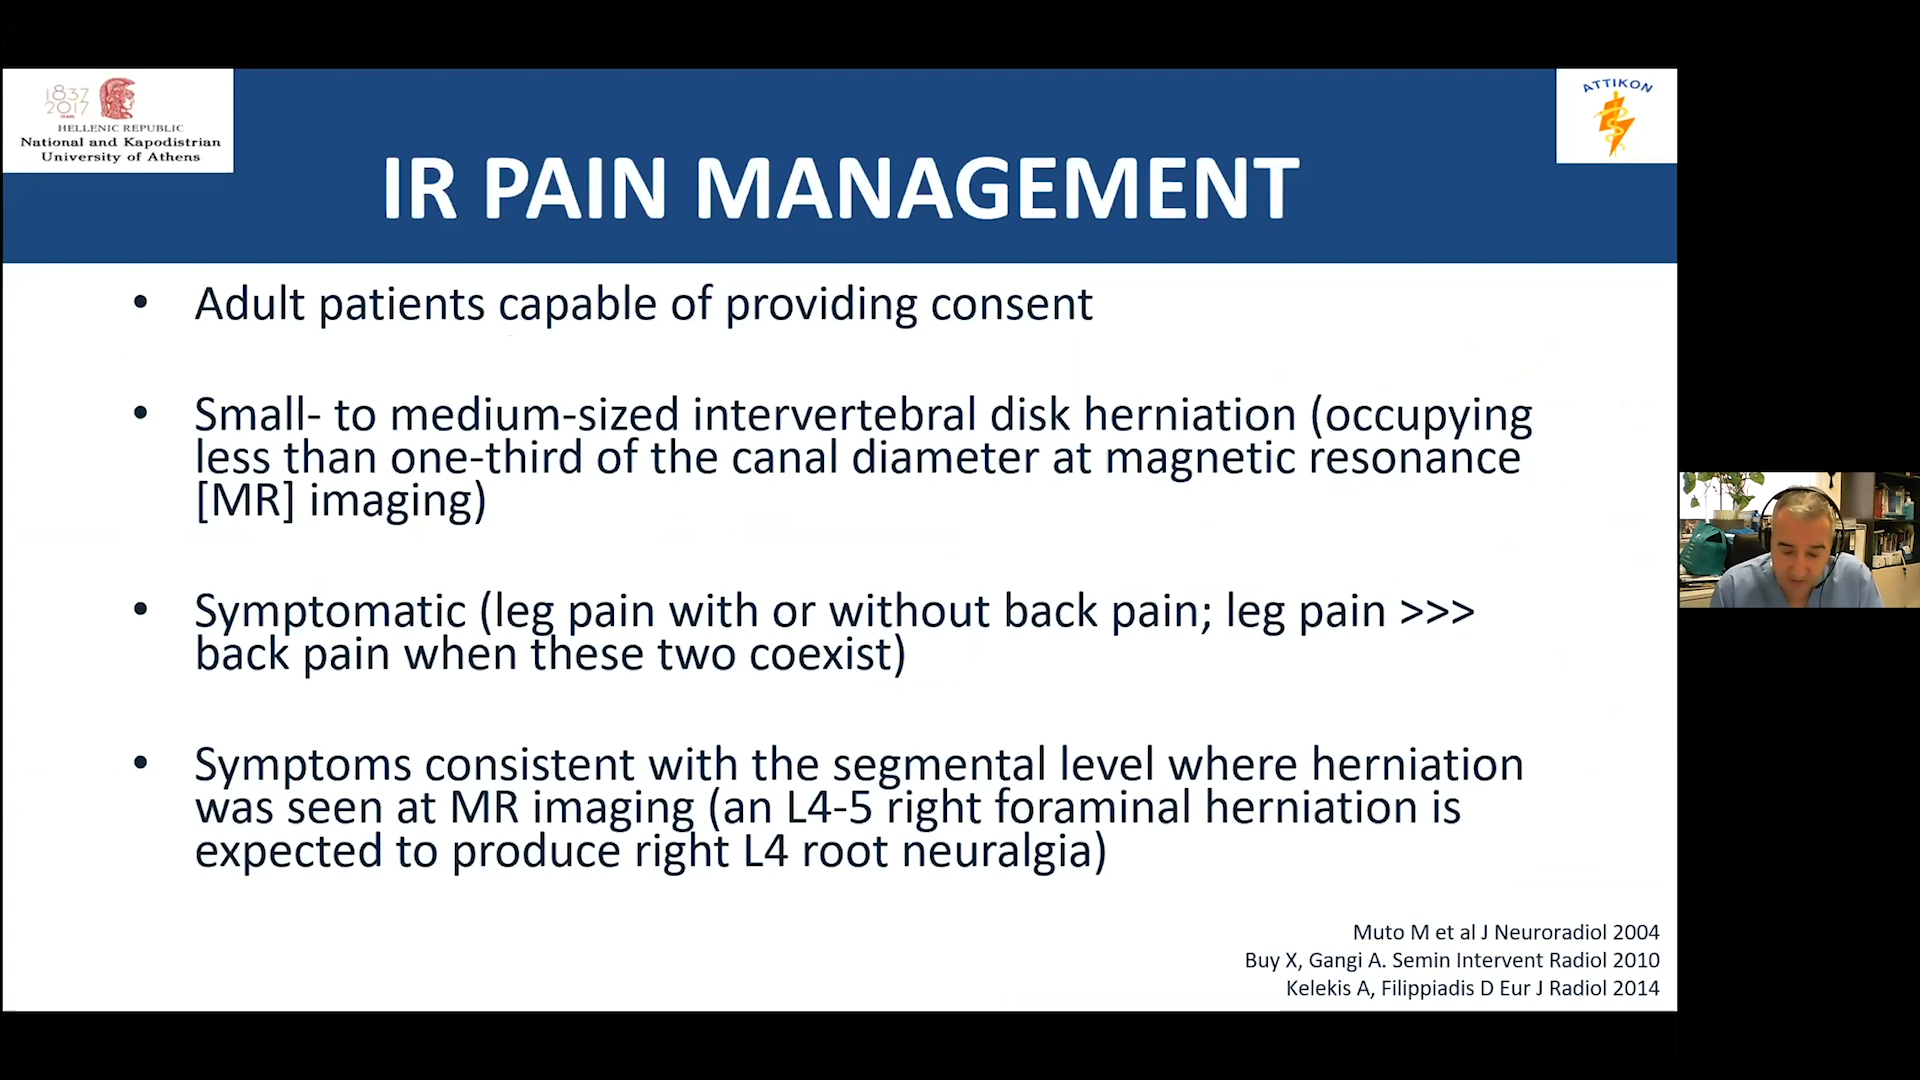 1837
2017
YEARS
HELLENIC REPUBLIC
National and Kapodistrian
University of Athens
ATTIKON
IR PAIN MANAGEMENT
• Adult patients capable of providing consent
• Small- to medium-sized intervertebral disk herniation (occupying
less than one-third of the canal diameter at magnetic resonance
[MR] imaging)
• Symptomatic (leg pain with or without back pain; leg pain >>>
back pain when these two coexist)
• Symptoms consistent with the segmental level where herniation
was seen at MR imaging (an L4-5 right foraminal herniation is
expected to produce right L4 root neuralgia)
Muto M et al J Neuroradiol 2004
Buy X, Gangi A. Semin Intervent Radiol 2010
Kelekis A, Filippiadis D Eur J Radiol 2014